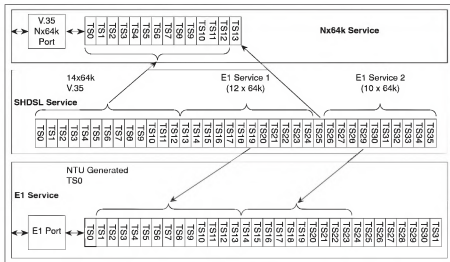 V.35
Nx64k
Port
TS0 TS1 TS2 TS3 TS4 TS5 TS6 TS7 TS8 TS9 TS10 TS11 TS12 TS13
Nx64k Service
14x64k
V.35
E1 Service 1
(12 x 64k)
E1 Service 2
(10 x 64k)
SHDSL Service
TS0 TS1 TS2 TS3 TS4 TS5 TS6 TS7 TS8 TS9 TS10 TS11 TS12 TS13 TS14 TS15 TS16 TS17 TS18 TS19 TS20 TS21 TS22 TS23 TS24 TS25 TS26 TS27 TS28 TS29 TS30 TS31 TS32 TS33 TS34 TS35
NTU Generated
TS0
E1 Service
E1 Port
TS0 TS1 TS2 TS3 TS4 TS5 TS6 TS7 TS8 TS9 TS10 TS11 TS12 TS13 TS14 TS15 TS16 TS17 TS18 TS19 TS20 TS21 TS22 TS23 TS24 TS25 TS26 TS27 TS28 TS29 TS30 TS31